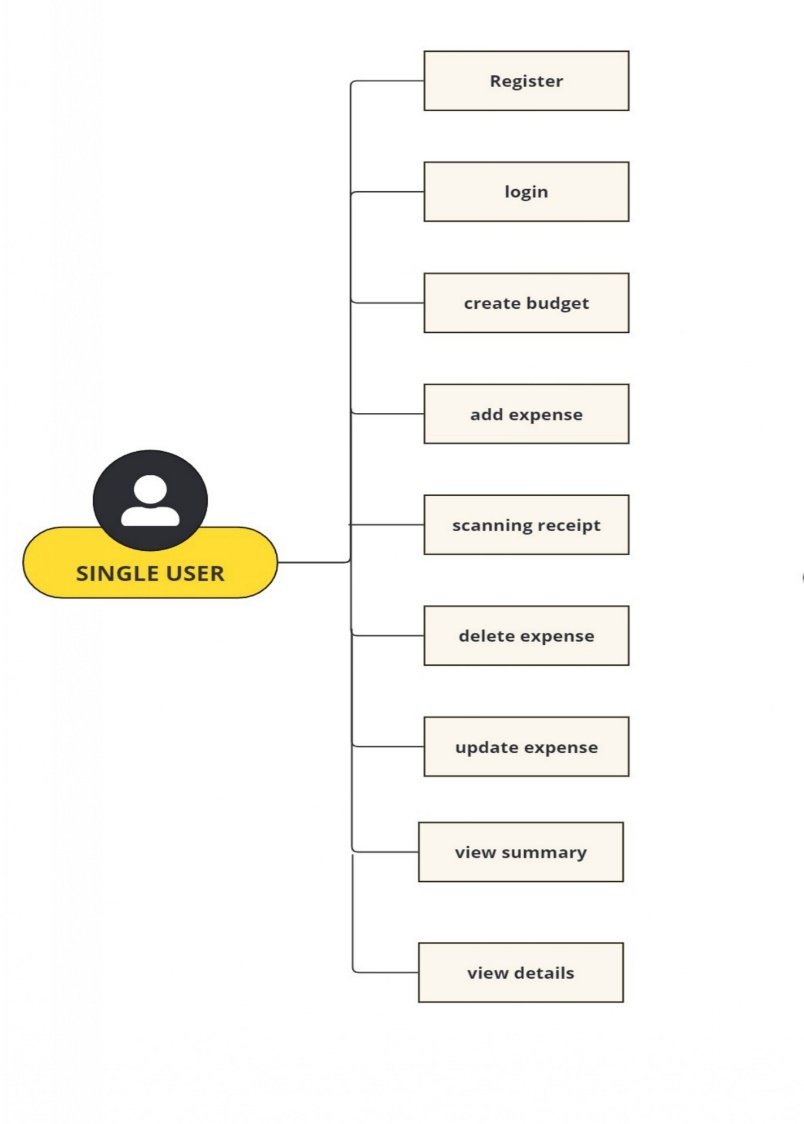 Register
login
create budget
add expense
scanning receipt
SINGLE USER
delete expense
update expense
view summary
view details